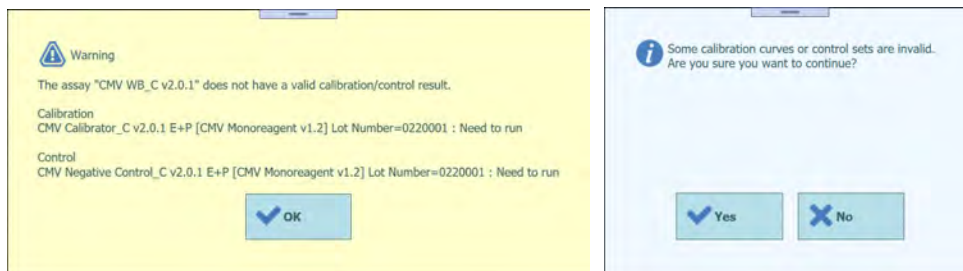 Warning
The assay "CMV WB_C v2.0.1" does not have a valid calibration/control result.
Calibration
CMV Calibrator_C v2.0.1 E+P [CMV Monoreagent v1.2] Lot Number=0220001 : Need to run
Control
CMV Negative Control_C v2.0.1 E+P [CMV Monoreagent v1.2] Lot Number=0220001 : Need to run
OK
Some calibration curves or control sets are invalid.
Are you sure you want to continue?
Yes
No